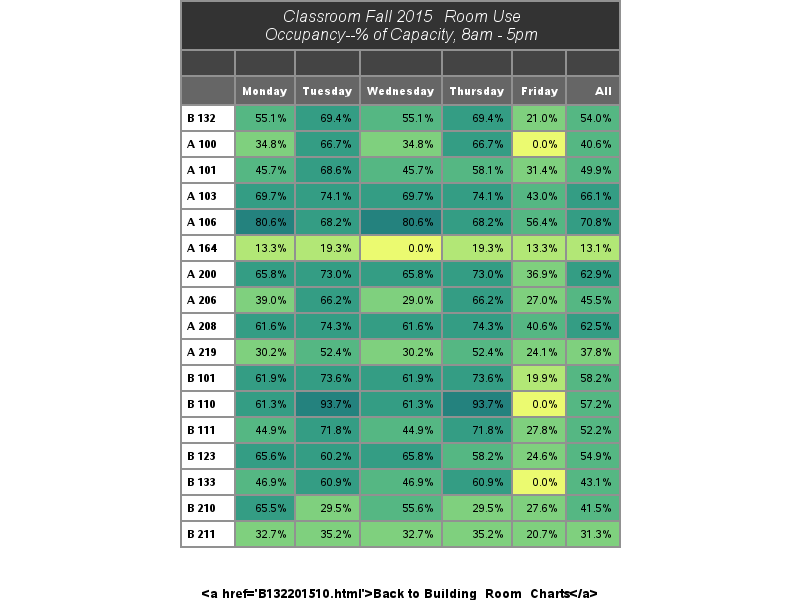 Classroom Fall 2015 Room Use
Occupancy--% of Capacity, 8am - 5pm
Monday Tuesday Wednesday Thursday Friday All
B 132 55.1% 69.4% 55.1% 69.4% 21.0% 54.0%
A 100 34.8% 66.7% 34.8% 66.7% 0.0% 40.6%
A 101 45.7% 68.6% 45.7% 58.1% 31.4% 49.9%
A 103 69.7% 74.1% 69.7% 74.1% 43.0% 66.1%
A 106 80.6% 68.2% 80.6% 68.2% 56.4% 70.8%
A 164 13.3% 19.3% 0.0% 19.3% 13.3% 13.1%
A 200 65.8% 73.0% 65.8% 73.0% 36.9% 62.9%
A 206 39.0% 66.2% 29.0% 66.2% 27.0% 45.5%
A 208 61.6% 74.3% 61.6% 74.3% 40.6% 62.5%
A 219 30.2% 52.4% 30.2% 52.4% 24.1% 37.8%
B 101 61.9% 73.6% 61.9% 73.6% 19.9% 58.2%
B 110 61.3% 93.7% 61.3% 93.7% 0.0% 57.2%
B 111 44.9% 71.8% 44.9% 71.8% 27.8% 52.2%
B 123 65.6% 60.2% 65.8% 58.2% 24.6% 54.9%
B 133 46.9% 60.9% 46.9% 60.9% 0.0% 43.1%
B 210 65.5% 29.5% 55.6% 29.5% 27.6% 41.5%
B 211 32.7% 35.2% 32.7% 35.2% 20.7% 31.3%
<a href='B132201510.html'>Back to Building Room Charts</a>